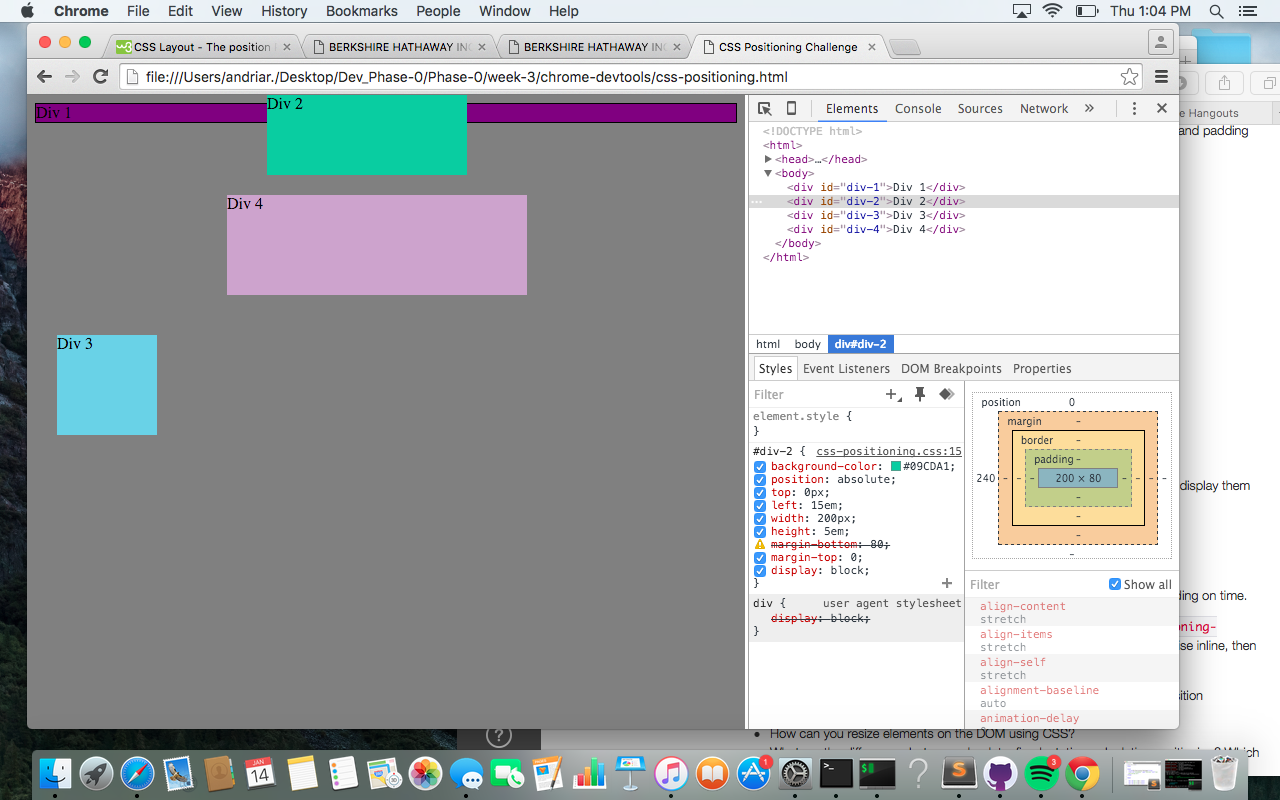 Chrome File Edit View History Bookmarks People Window Help Thu 1:04 PM
CSS Layout - The position
BERKSHIRE HATHAWAY INC
BERKSHIRE HATHAWAY INC
CSS Positioning Challenge
file:///Users/andriar./Desktop/Dev_Phase-0/Phase-0/week-3/chrome-devtools/css-positioning.html
Div 1
Div 2
Div 4
Div 3
Elements Console Sources Network »
<!DOCTYPE html>
<html>
<head>…</head>
<body>
<div id="div-1">Div 1</div>
<div id="div-2">Div 2</div>
<div id="div-3">Div 3</div>
<div id="div-4">Div 4</div>
</body>
</html>
html body div#div-2
Styles Event Listeners DOM Breakpoints Properties
Filter
element.style {
}
#div-2 { css-positioning.css:15
background-color: #09CDA1;
position: absolute;
top: 0px;
left: 15em;
width: 200px;
height: 5em;
margin-bottom: 80;
margin-top: 0;
display: block;
}
div { user agent stylesheet
display: block;
}
position 0
margin -
border -
padding -
240 - - - 200 × 80 - - - -
-
-
-
-
Filter Show all
align-content
stretch
align-items
stretch
align-self
stretch
alignment-baseline
auto
animation-delay
e Hangouts
and padding
display them
ding on time.
ning-
se inline, then
sition
How can you resize elements on the DOM using CSS?
JAN
14
1
3